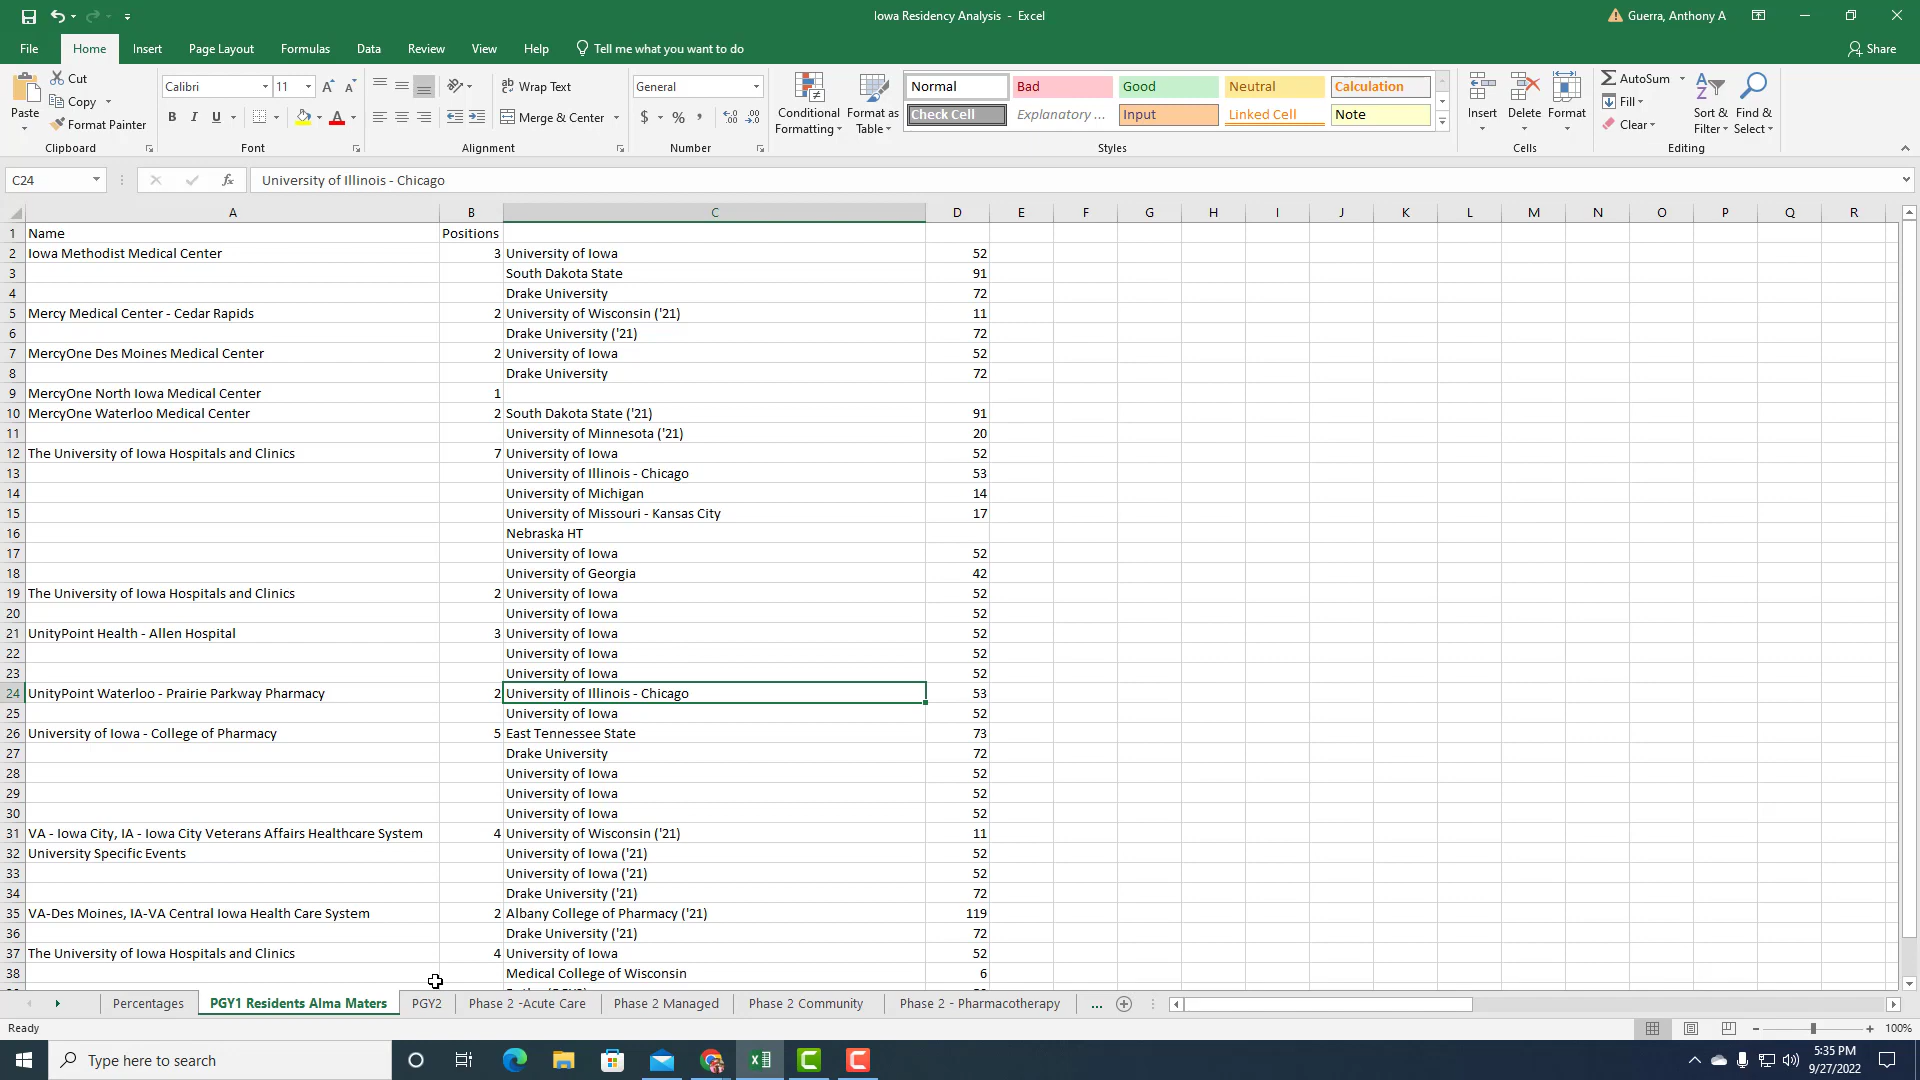 Iowa Residency Analysis - Excel
Guerra, Anthony A
File Home Insert Page Layout Formulas Data Review View Help Tell me what you want to do Share
Paste Cut Copy Format Painter Clipboard
Calibri 11 A A B I U A Font
Wrap Text Merge & Center Alignment
General $ % , Number
Conditional Formatting Format as Table
Normal Bad Good Neutral Calculation
Check Cell Explanatory ... Input Linked Cell Note
Styles
Insert Delete Format Cells
AutoSum Fill Clear Sort & Filter Find & Select Editing
C24 fx University of Illinois - Chicago
A B C D E F G H I J K L M N O P Q R
1 Name Positions
2 Iowa Methodist Medical Center 3 University of Iowa 52
3 South Dakota State 91
4 Drake University 72
5 Mercy Medical Center - Cedar Rapids 2 University of Wisconsin ('21) 11
6 Drake University ('21) 72
7 MercyOne Des Moines Medical Center 2 University of Iowa 52
8 Drake University 72
9 MercyOne North Iowa Medical Center 1
10 MercyOne Waterloo Medical Center 2 South Dakota State ('21) 91
11 University of Minnesota ('21) 20
12 The University of Iowa Hospitals and Clinics 7 University of Iowa 52
13 University of Illinois - Chicago 53
14 University of Michigan 14
15 University of Missouri - Kansas City 17
16 Nebraska HT
17 University of Iowa 52
18 University of Georgia 42
19 The University of Iowa Hospitals and Clinics 2 University of Iowa 52
20 University of Iowa 52
21 UnityPoint Health - Allen Hospital 3 University of Iowa 52
22 University of Iowa 52
23 University of Iowa 52
24 UnityPoint Waterloo - Prairie Parkway Pharmacy 2 University of Illinois - Chicago 53
25 University of Iowa 52
26 University of Iowa - College of Pharmacy 5 East Tennessee State 73
27 Drake University 72
28 University of Iowa 52
29 University of Iowa 52
30 University of Iowa 52
31 VA - Iowa City, IA - Iowa City Veterans Affairs Healthcare System 4 University of Wisconsin ('21) 11
32 University Specific Events University of Iowa ('21) 52
33 University of Iowa ('21) 52
34 Drake University ('21) 72
35 VA-Des Moines, IA-VA Central Iowa Health Care System 2 Albany College of Pharmacy ('21) 119
36 Drake University ('21) 72
37 The University of Iowa Hospitals and Clinics 4 University of Iowa 52
38 Medical College of Wisconsin 6
Percentages PGY1 Residents Alma Maters PGY2 Phase 2 -Acute Care Phase 2 Managed Phase 2 Community Phase 2 - Pharmacotherapy ...
Ready 100%
Type here to search
5:35 PM
9/27/2022